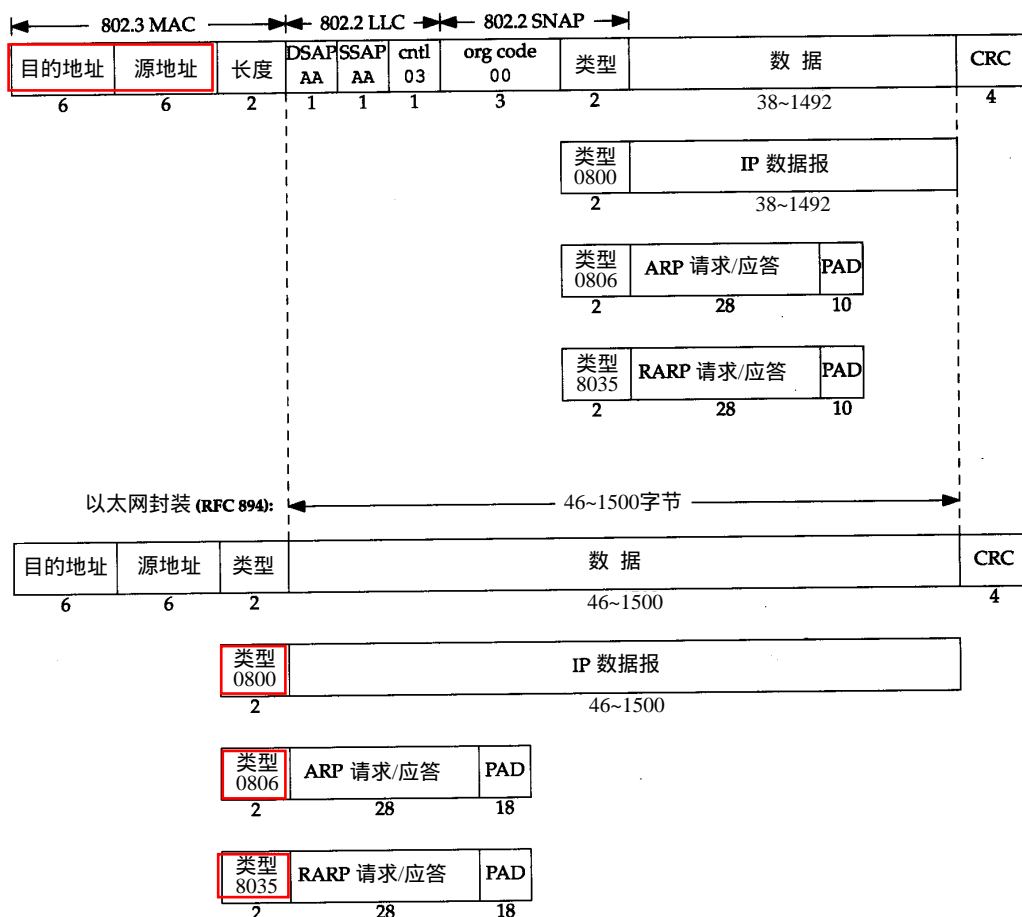 802.3 MAC 802.2 LLC 802.2 SNAP
目的地址 源地址 长度 DSAP AA SSAP AA cntl 03 org code 00 类型 数 据 CRC
6 6 2 1 1 1 3 2 38~1492 4
类型 0800 IP 数据报
2 38~1492
类型 0806 ARP 请求/应答 PAD
2 28 10
类型 8035 RARP 请求/应答 PAD
2 28 10
以太网封装 (RFC 894): 46~1500字节
目的地址 源地址 类型 数 据 CRC
6 6 2 46~1500 4
类型 0800 IP 数据报
2 46~1500
类型 0806 ARP 请求/应答 PAD
2 28 18
类型 8035 RARP 请求/应答 PAD
2 28 18